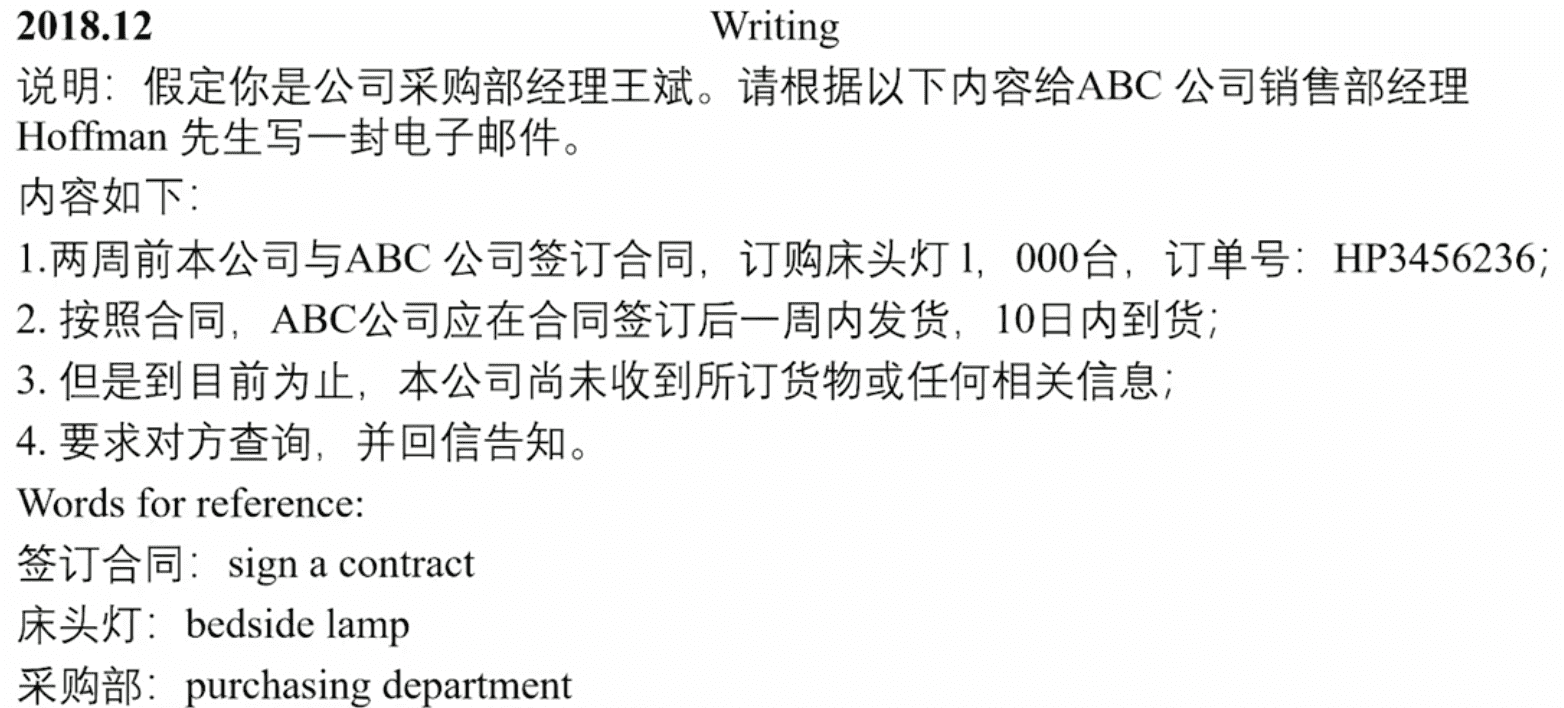 2018.12 Writing
说明：假定你是公司采购部经理王斌。请根据以下内容给ABC 公司销售部经理
Hoffman 先生写一封电子邮件。
内容如下：
1.两周前本公司与ABC 公司签订合同，订购床头灯 l，000台，订单号：HP3456236；
2. 按照合同，ABC公司应在合同签订后一周内发货，10日内到货；
3. 但是到目前为止，本公司尚未收到所订货物或任何相关信息；
4. 要求对方查询，并回信告知。
Words for reference:
签订合同：sign a contract
床头灯：bedside lamp
采购部：purchasing department